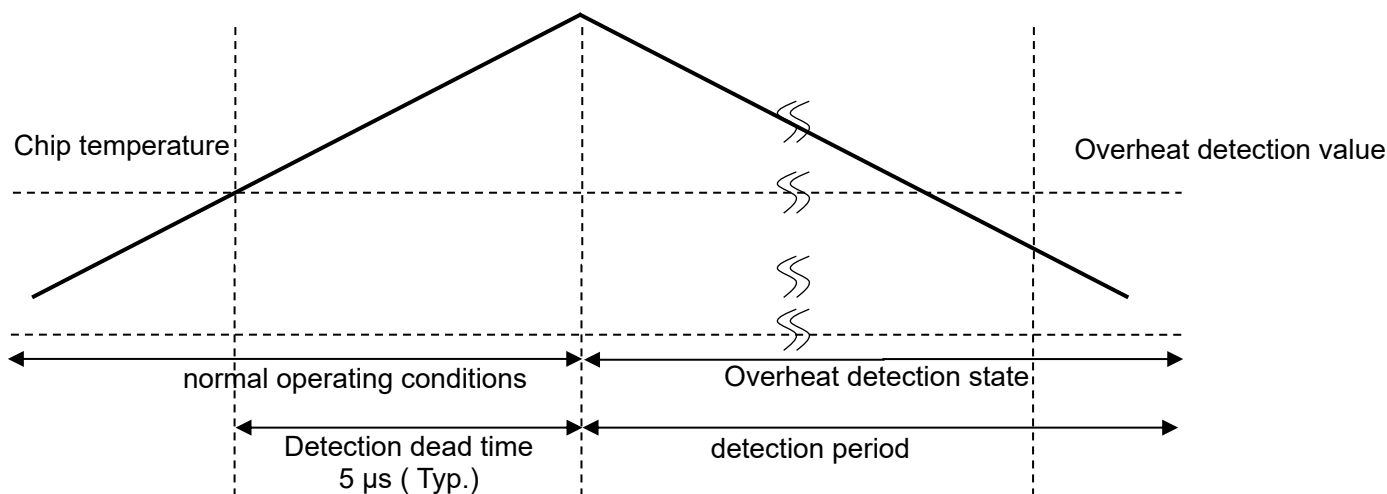 Chip temperature
Overheat detection value
normal operating conditions
Overheat detection state
Detection dead time
5 µs ( Typ.)
detection period